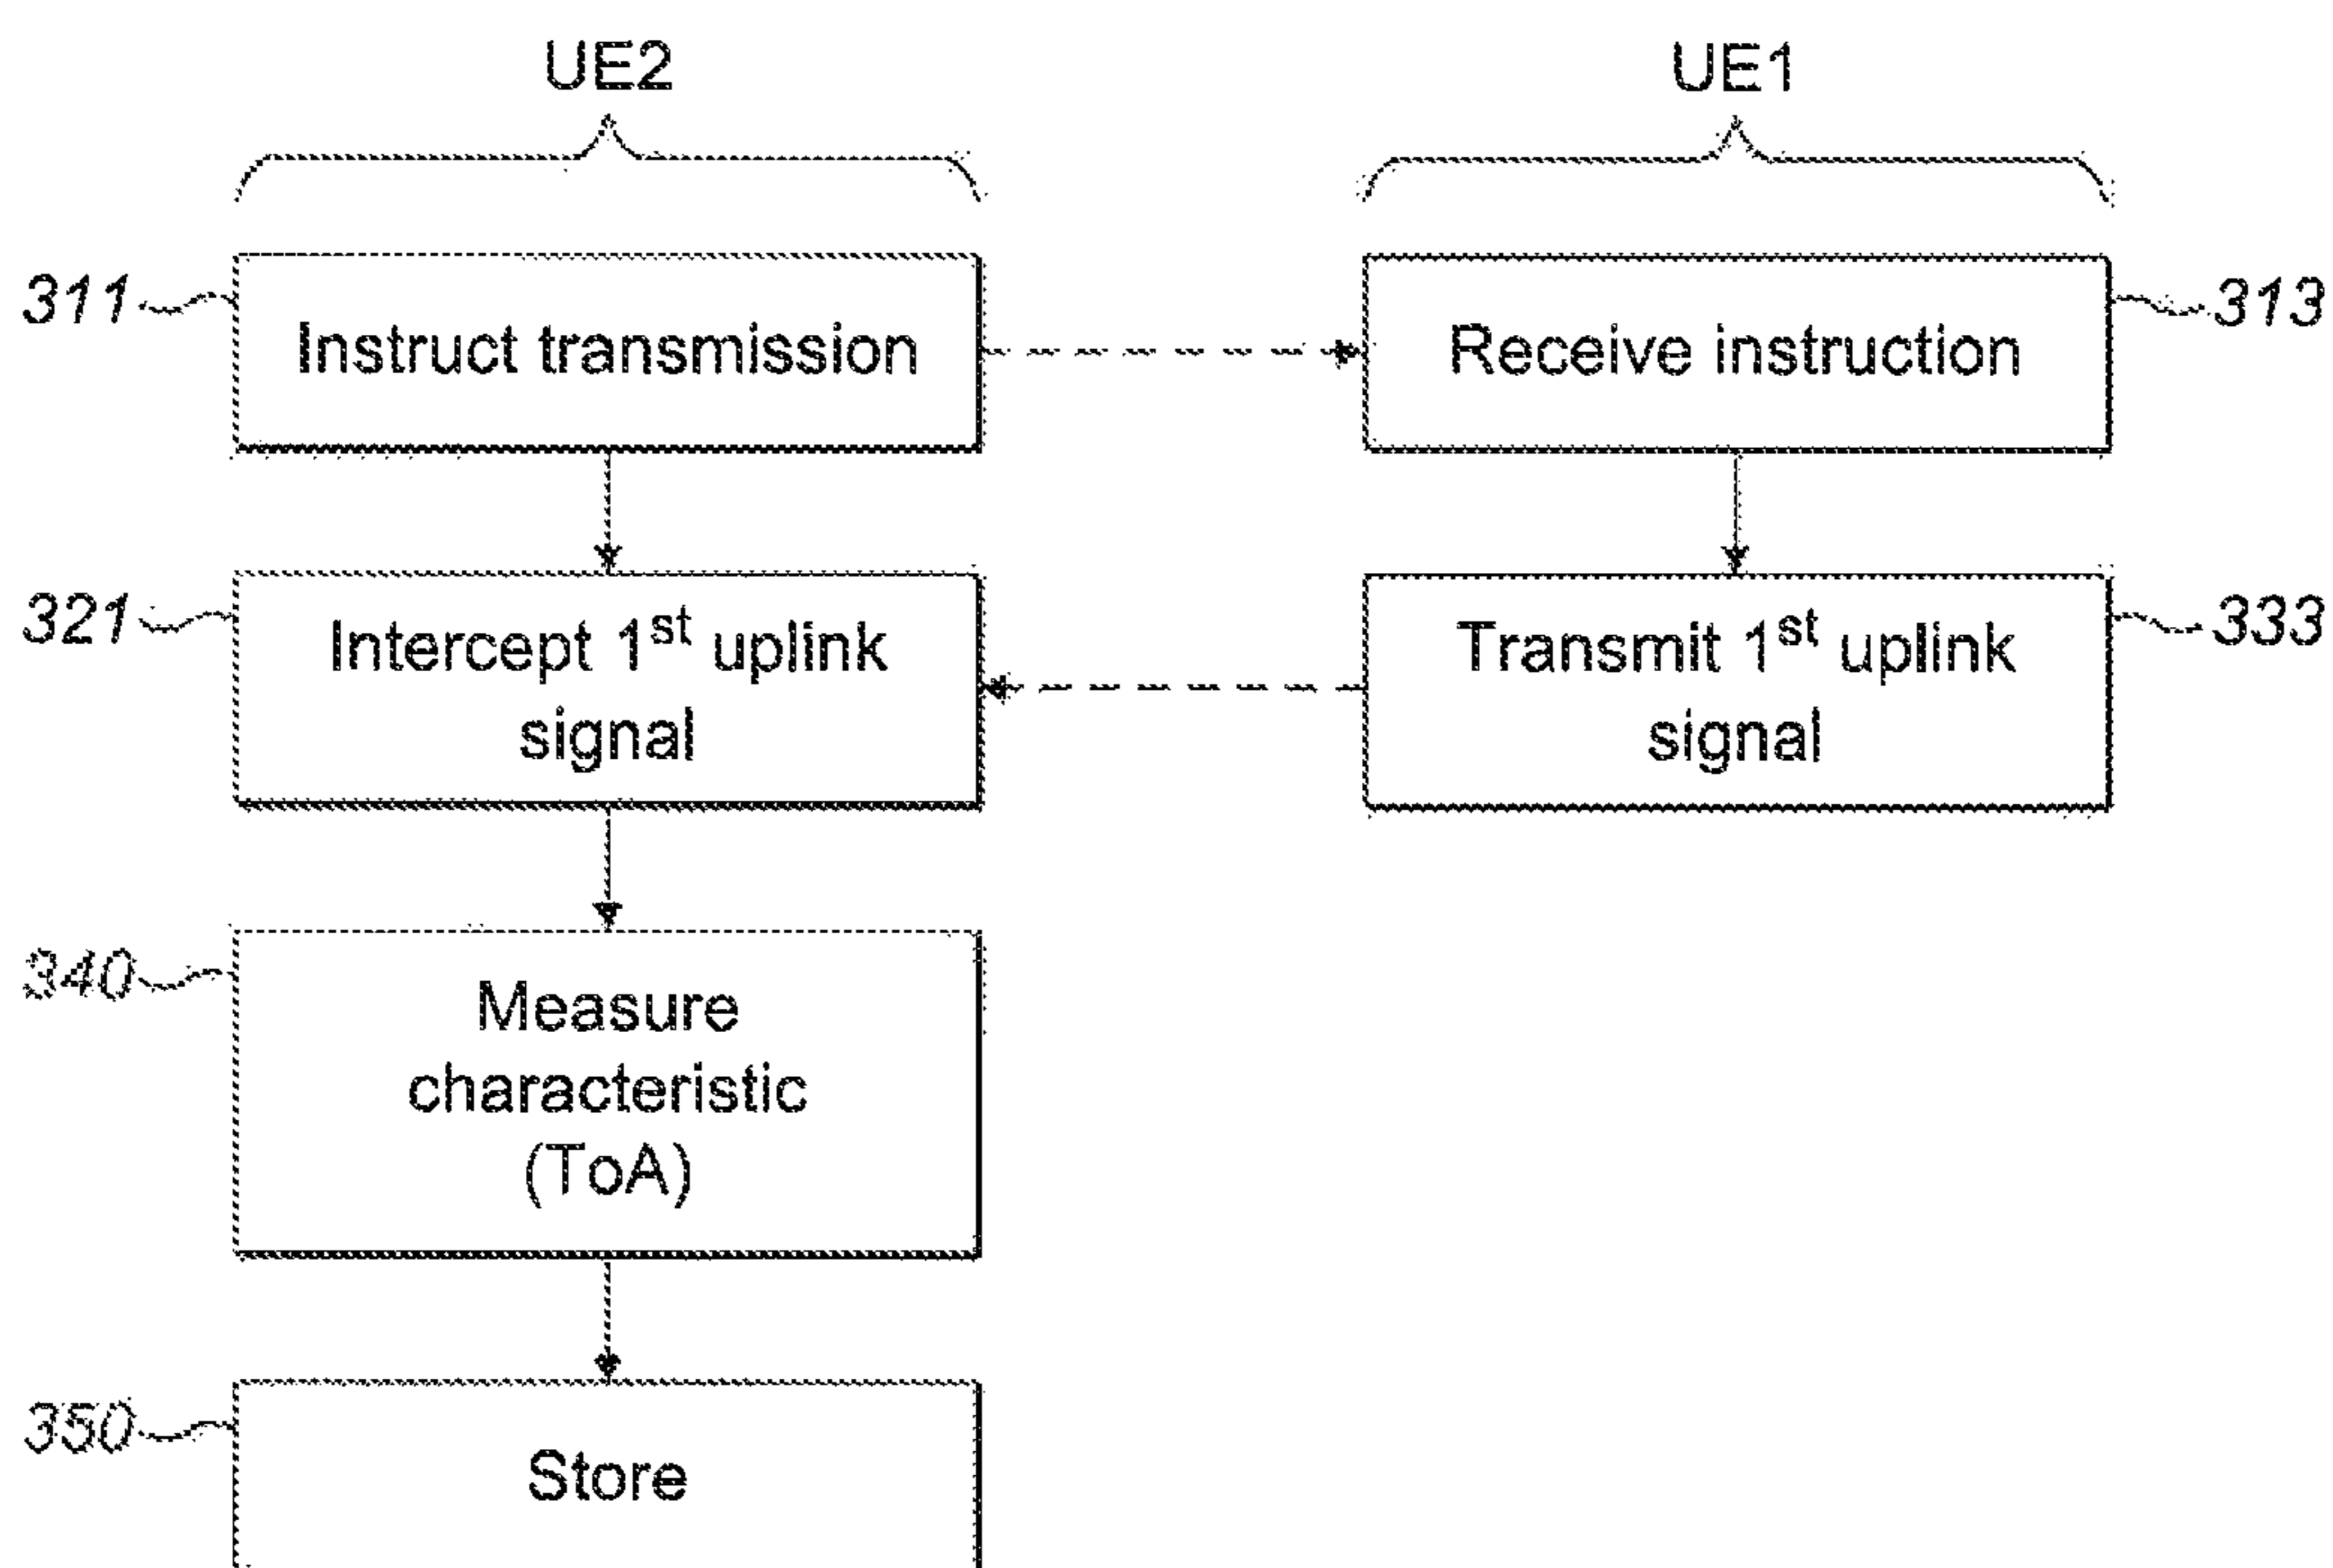 UE2
UE1
311
Instruct transmission
Receive instruction
313
321
Intercept 1st uplink
signal
Transmit 1st uplink
signal
333
340
Measure
characteristic
(ToA)
350
Store